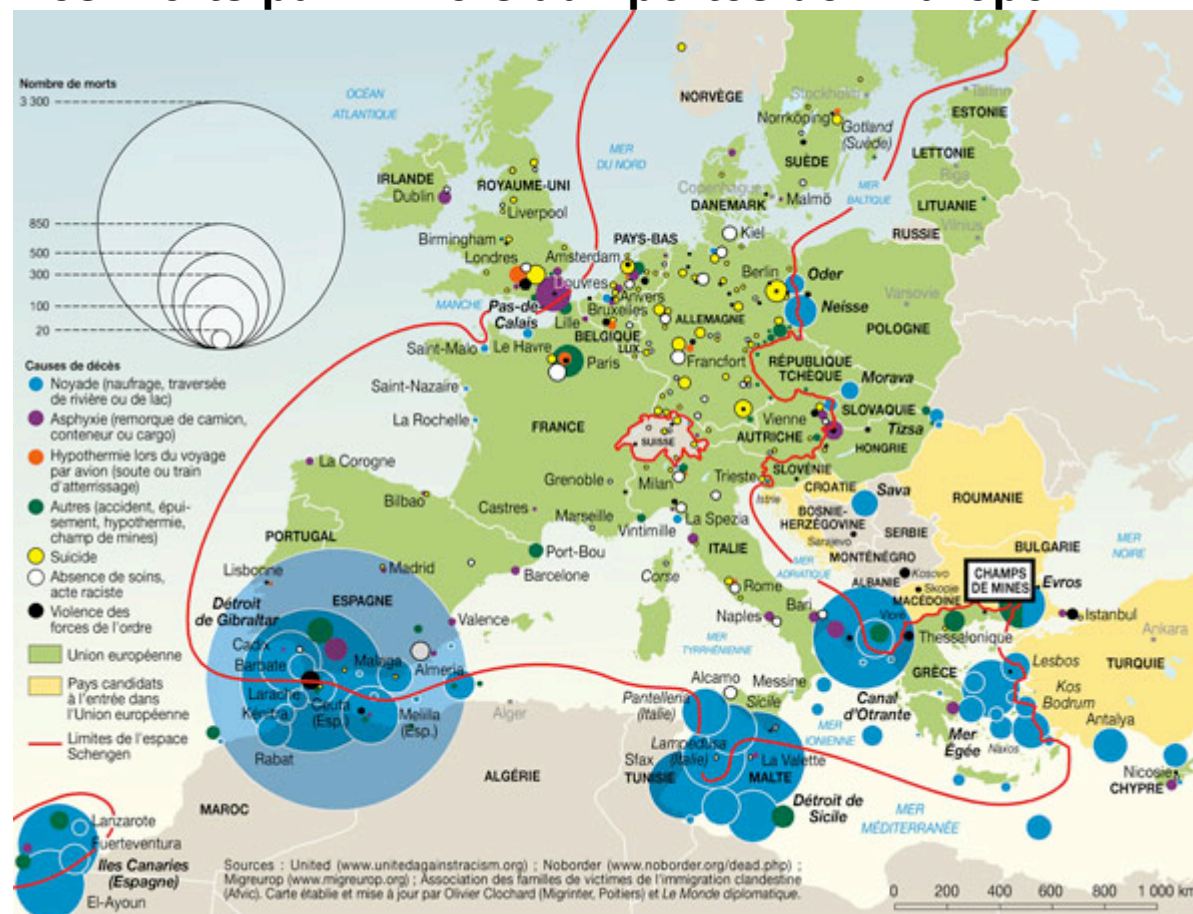 Nombre de morts
3 300
850
500
300
100
20
Causes de décès
Noyade (naufrage, traversée
de rivière ou de lac)
Asphyxie (remorque de camion,
conteneur ou cargo)
Hypothermie lors du voyage
par avion (soute ou train
d'atterrissage)
Autres (accident, épui-
sement, hypothermie,
champ de mines)
Suicide
Absence de soins,
acte raciste
Violence des
forces de l'ordre
Union européenne
Pays candidats
à l'entrée dans
l'Union européenne
Limites de l'espace
Schengen
OCÉAN
ATLANTIQUE
MER
DU NORD
MANCHE
MER
BALTIQUE
NORVÈGE
Stockholm
Tallinn
ESTONIE
Norrköping
Gotland
(Suède)
SUÈDE
LETTONIE
Riga
IRLANDE
Dublin
ROYAUME-UNI
Liverpool
Copenhague
DANEMARK
Malmö
LITUANIE
Vilnius
RUSSIE
Birmingham
Londres
PAYS-BAS
Amsterdam
Kiel
Berlin
Oder
Neisse
Varsovie
POLOGNE
Douvres
Anvers
Pas-de-
Calais
Lille
Bruxelles
BELGIQUE
LUX.
ALLEMAGNE
Saint-Malo
Le Havre
Paris
Francfort
RÉPUBLIQUE
TCHÈQUE
Morava
Saint-Nazaire
La Rochelle
FRANCE
SUISSE
Vienne
SLOVAQUIE
Tizsa
AUTRICHE
HONGRIE
La Corogne
Bilbao
Grenoble
Milan
Trieste
SLOVÉNIE
Istrie
CROATIE
Sava
ROUMANIE
Castres
Marseille
Vintimille
La Spezia
BOSNIE-
HERZÉGOVINE
Sarajevo
SERBIE
PORTUGAL
Lisbonne
Madrid
Port-Bou
Barcelone
Corse
ITALIE
Rome
MER
ADRIATIQUE
MONTÉNÉGRO
Kosovo
ALBANIE
Skopje
MACÉDOINE
BULGARIE
MER
NOIRE
CHAMPS
DE MINES
Evros
Détroit
de Gibraltar
ESPAGNE
Valence
Naples
Bari
Vlorë
Thessalonique
Istanbul
Ankara
Cadix
Barbate
Malaga
Almeria
MER
TYRRHÉNIENNE
GRÈCE
Lesbos
TURQUIE
Larache
Kénitra
Ceuta
(Esp.)
Melilla
(Esp.)
Rabat
Alger
Pantelleria
(Italie)
Alcamo
Messine
Sicile
Canal
d'Otrante
Kos
Bodrum
Antalya
Lampedusa
(Italie)
Sfax
TUNISIE
La Valette
MALTE
MER
IONIENNE
Mer
Égée
Naxos
Nicosie
CHYPRE
MAROC
ALGÉRIE
Détroit de
Sicile
MER
MÉDITERRANÉE
Lanzarote
Fuerteventura
Iles Canaries
(Espagne)
El-Ayoun
Sources : United (www.unitedagainstracism.org) ; Noborder (www.noborder.org/dead.php) ;
Migreurop (www.migreurop.org) ; Association des familles de victimes de l'immigration clandestine
(Afvic). Carte établie et mise à jour par Olivier Clochard (Migrinter, Poitiers) et Le Monde diplomatique.
0 200 400 600 800 1 000 km